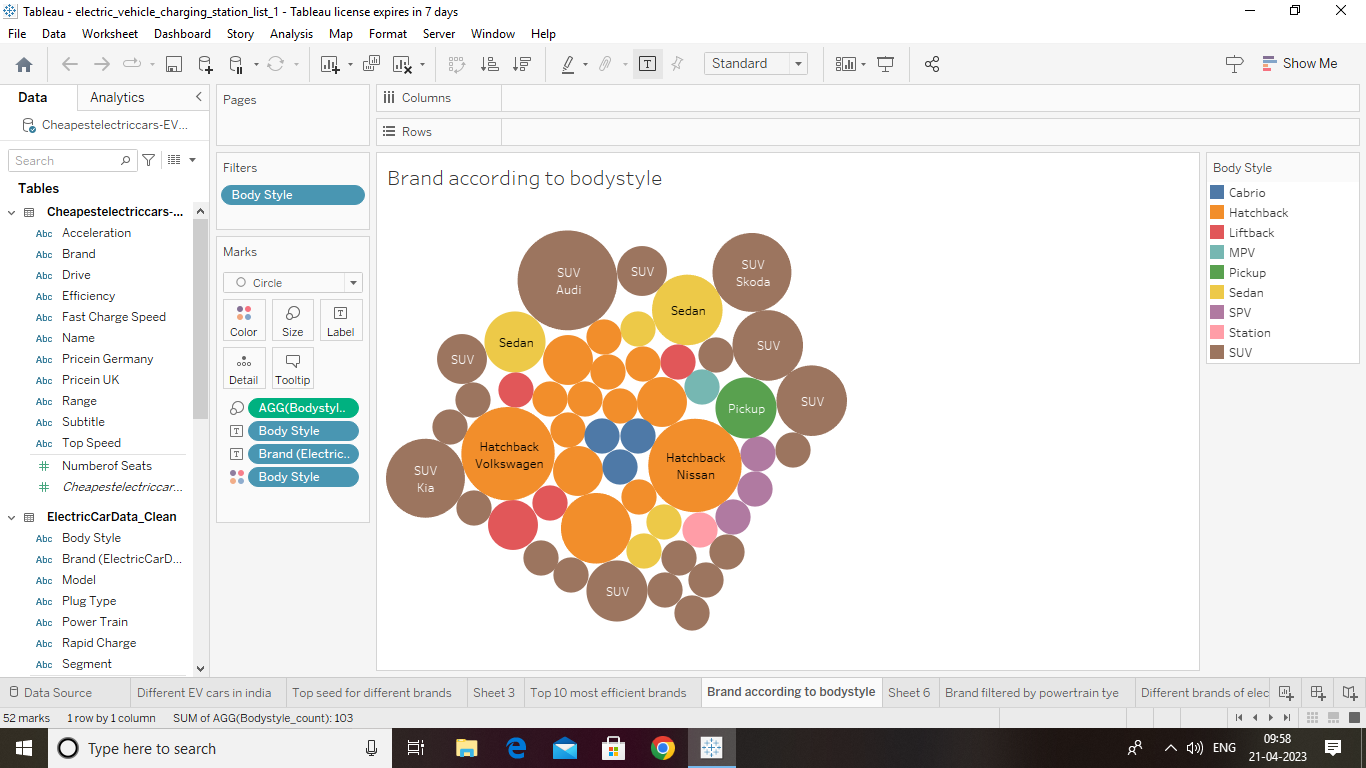 Tableau - electric_vehicle_charging_station_list_1 - Tableau license expires in 7 days
File Data Worksheet Dashboard Story Analysis Map Format Server Window Help
Standard
Show Me
Data Analytics
Cheapestelectriccars-EV...
Search
Tables
Cheapestelectriccars-...
Abc Acceleration
Abc Brand
Abc Drive
Abc Efficiency
Abc Fast Charge Speed
Abc Name
Abc Pricein Germany
Abc Pricein UK
Abc Range
Abc Subtitle
Abc Top Speed
# Numberof Seats
# Cheapestelectriccar...
ElectricCarData_Clean
Abc Body Style
Abc Brand (ElectricCarD...
Abc Model
Abc Plug Type
Abc Power Train
Abc Rapid Charge
Abc Segment
Pages
Filters
Body Style
Marks
Circle
Color Size Label
Detail Tooltip
AGG(Bodystyl..
Body Style
Brand (Electric..
Body Style
Columns
Rows
Brand according to bodystyle
SUV
Audi
SUV
SUV
Skoda
Sedan
Sedan
SUV
SUV
SUV
Pickup
Hatchback
Volkswagen
Hatchback
Nissan
SUV
Kia
SUV
Body Style
Cabrio
Hatchback
Liftback
MPV
Pickup
Sedan
SPV
Station
SUV
Data Source Different EV cars in india Top seed for different brands Sheet 3 Top 10 most efficient brands Brand according to bodystyle Sheet 6 Brand filtered by powertrain tye Different brands of elec
52 marks 1 row by 1 column SUM of AGG(Bodystyle_count): 103
Type here to search
ENG
09:58
21-04-2023